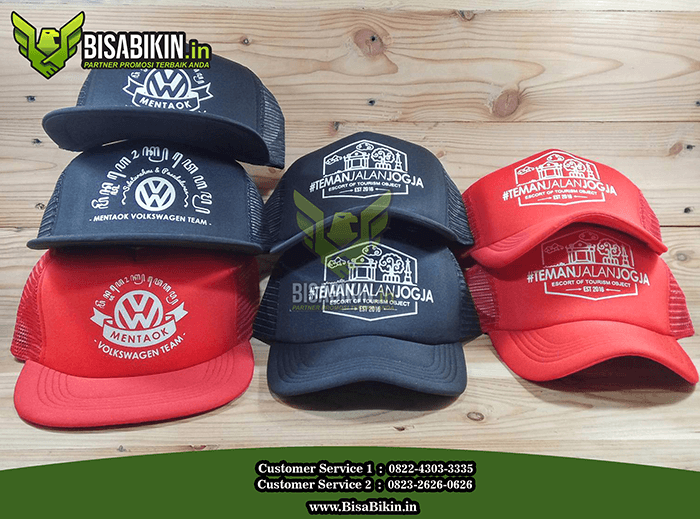 BISABIKIN.in
PARTNER PROMOSI TERBAIK ANDA
MENTAOK
- MENTAOK VOLKSWAGEN TEAM -
MENTAOK
- VOLKSWAGEN TEAM -
#TEMANJALANJOGJA
ESCORT OF TOURISM OBJECT
EST 2016
#TEMANJALANJOGJA
ESCORT OF TOURISM OBJECT
EST 2016
#TEMANJALANJOGJA
ESCORT OF TOURISM OBJECT
EST 2016
#TEMANJALANJOGJA
ESCORT OF TOURISM OBJECT
EST 2016
Customer Service 1 : 0822-4303-3335
Customer Service 2 : 0823-2626-0626
www.BisaBikin.in